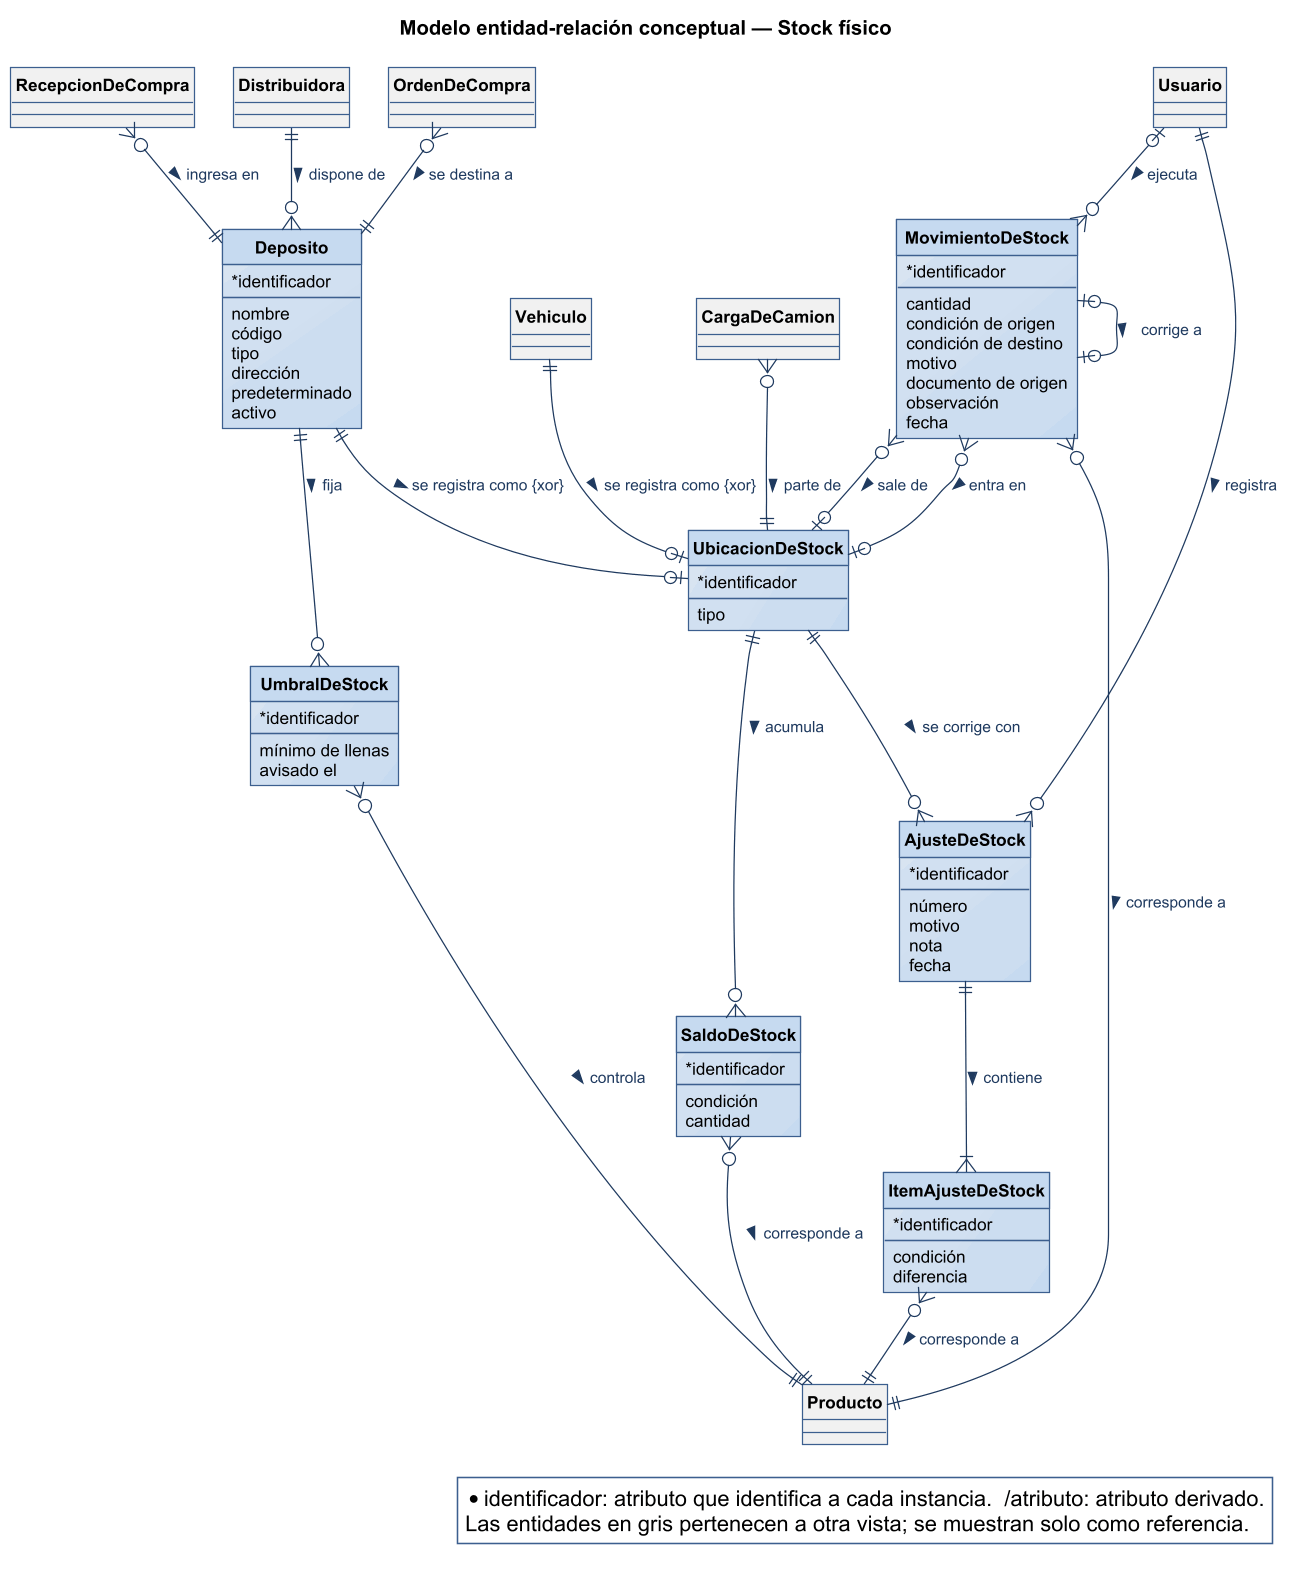 Modelo entidad-relación conceptual — Stock físico
RecepcionDeCompra
Distribuidora
OrdenDeCompra
Usuario
ingresa en
dispone de
se destina a
ejecuta
Deposito
*identificador
nombre
código
tipo
dirección
predeterminado
activo
MovimientoDeStock
*identificador
cantidad
condición de origen
condición de destino
motivo
documento de origen
observación
fecha
corrige a
Vehiculo
CargaDeCamion
fija
se registra como {xor}
se registra como {xor}
parte de
sale de
entra en
registra
UbicacionDeStock
*identificador
tipo
UmbralDeStock
*identificador
mínimo de llenas
avisado el
acumula
se corrige con
AjusteDeStock
*identificador
número
motivo
nota
fecha
corresponde a
SaldoDeStock
*identificador
condición
cantidad
controla
contiene
ItemAjusteDeStock
*identificador
condición
diferencia
corresponde a
corresponde a
Producto
• identificador: atributo que identifica a cada instancia.  /atributo: atributo derivado.
Las entidades en gris pertenecen a otra vista; se muestran solo como referencia.